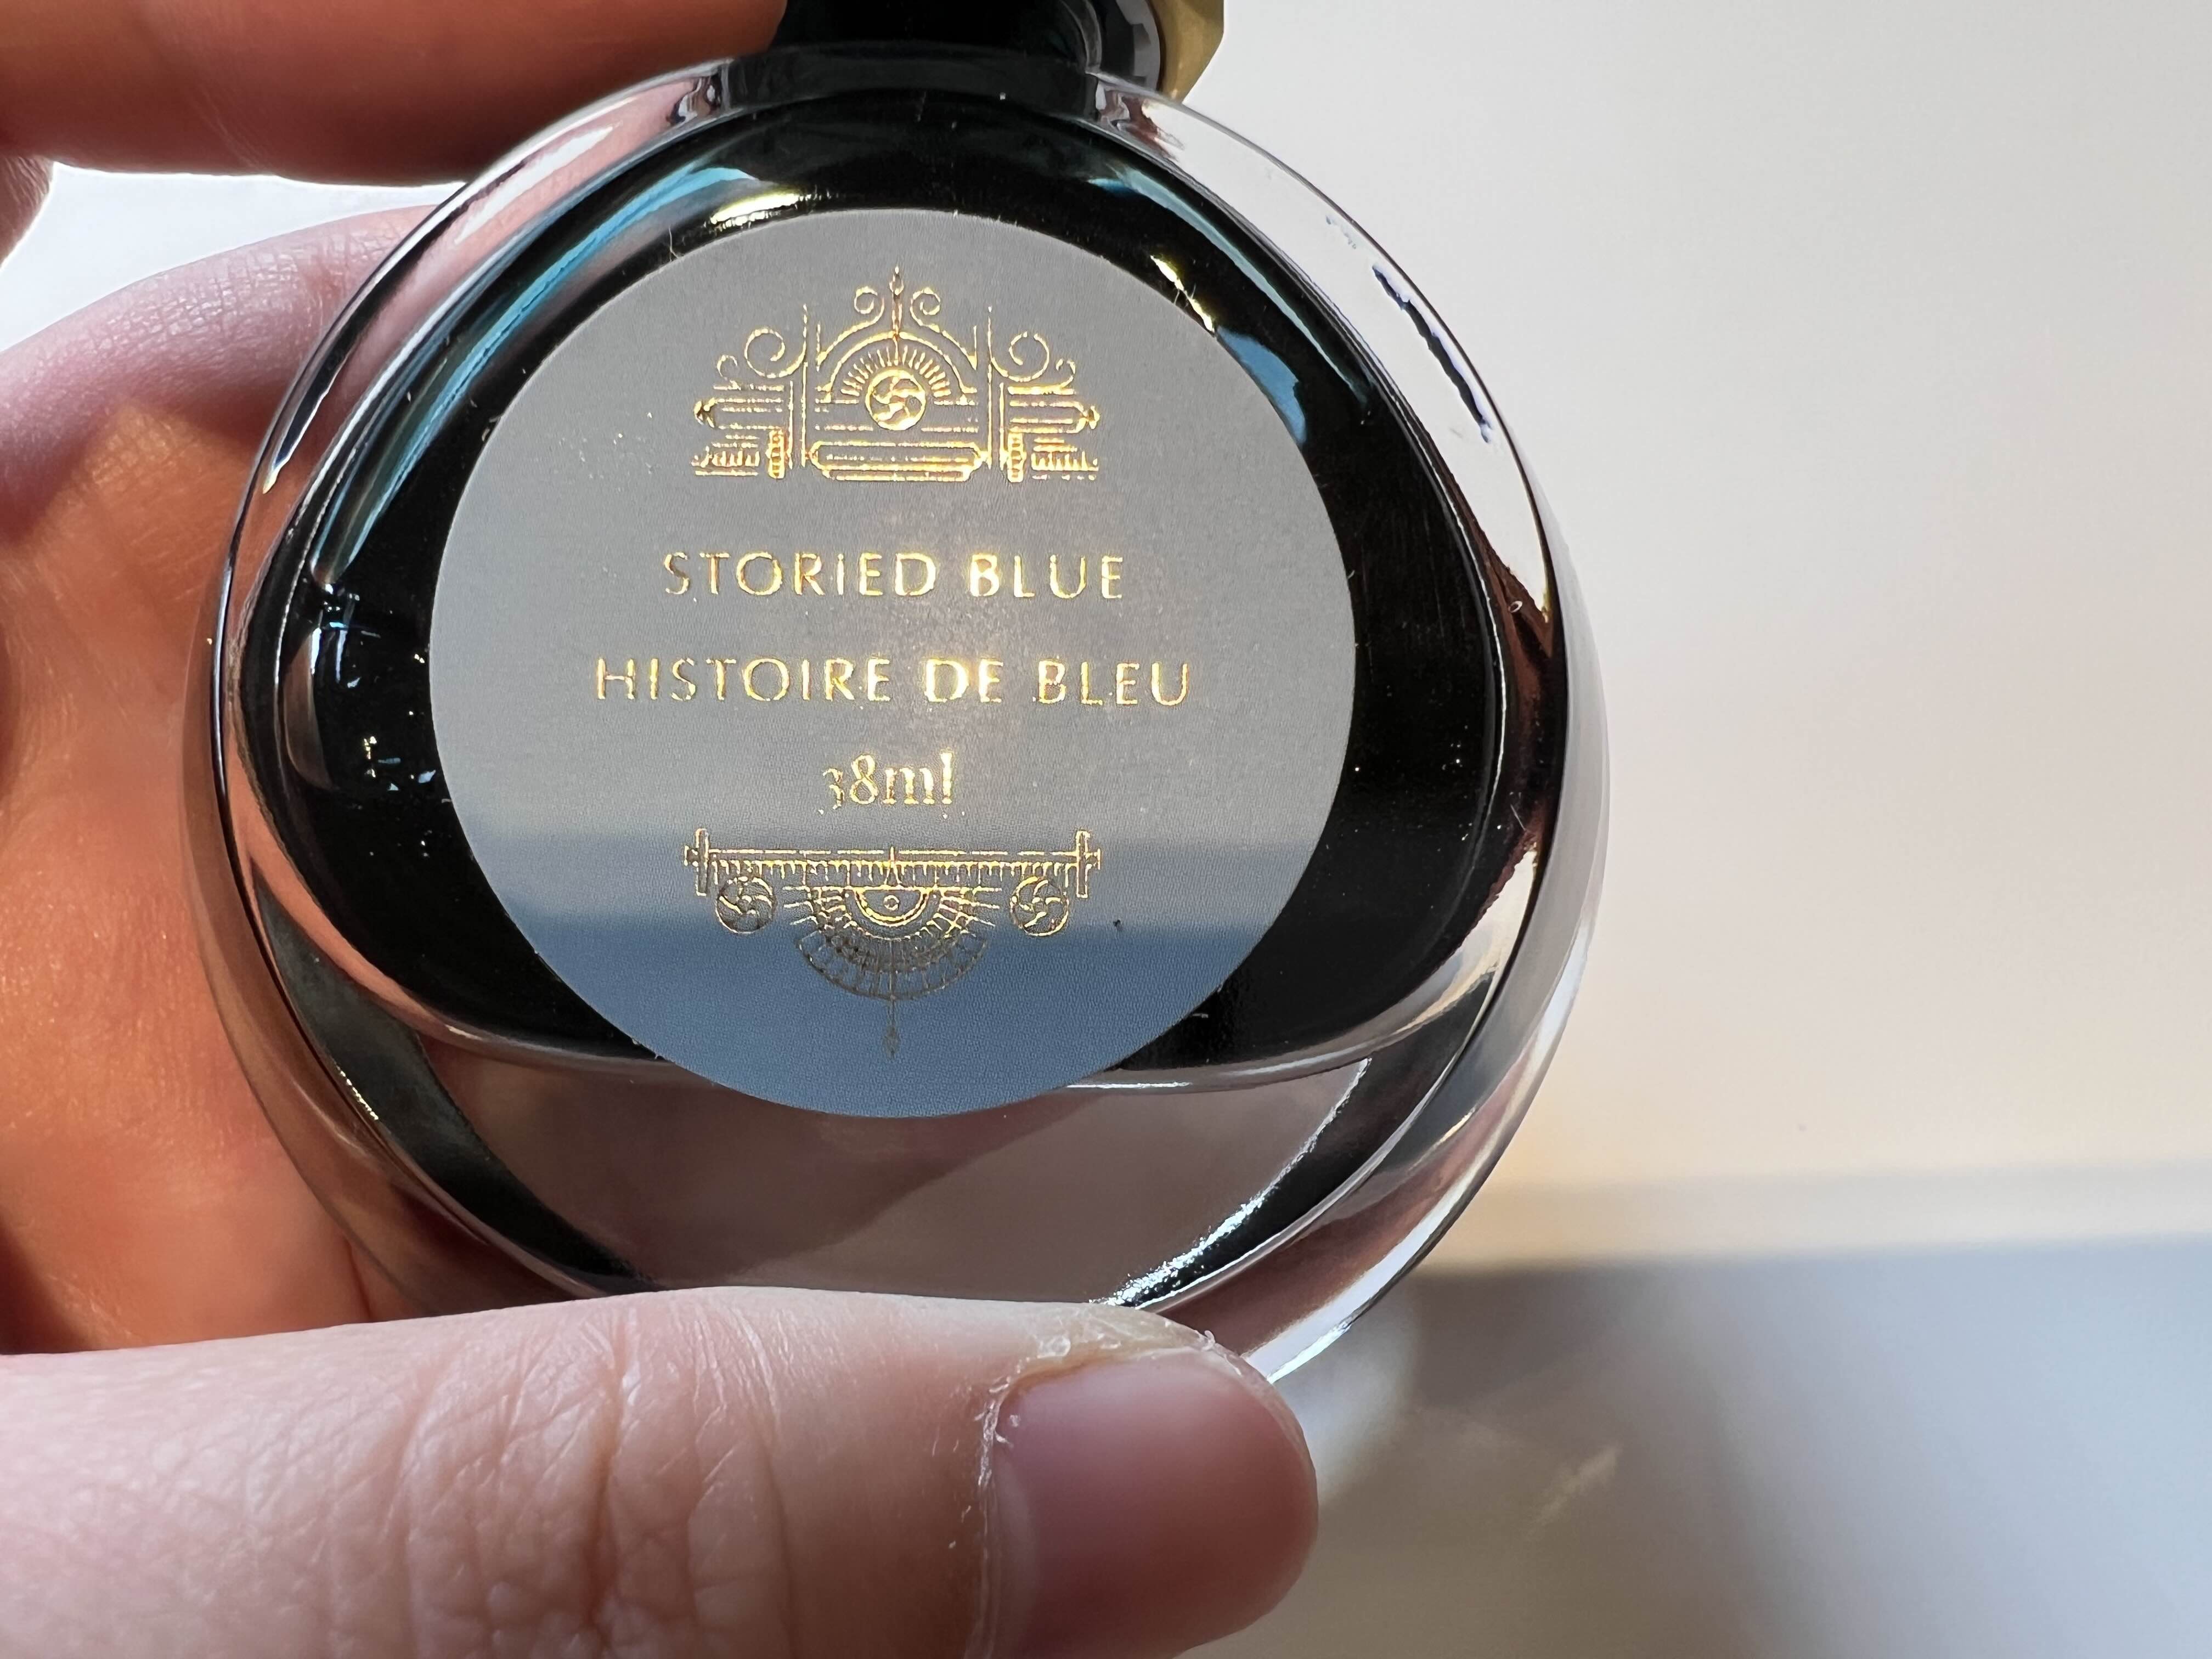 STORIED BLUE
HISTOIRE DE BLEU
38ml